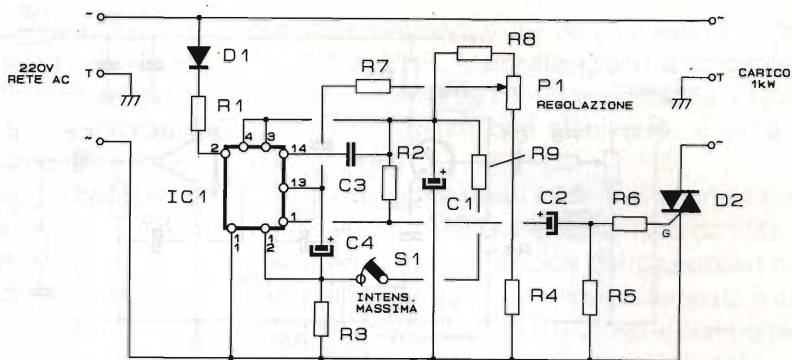 220V
RETE AC
T
D1
R1
IC1
2
4
3
14
13
1
1
1
1
2
R7
C3
R2
C4
R3
S1
INTENS.
MASSIMA
R8
P1
REGOLAZIONE
R9
C1
C2
R6
R4
R5
D2
G
T
CARICO
1kW